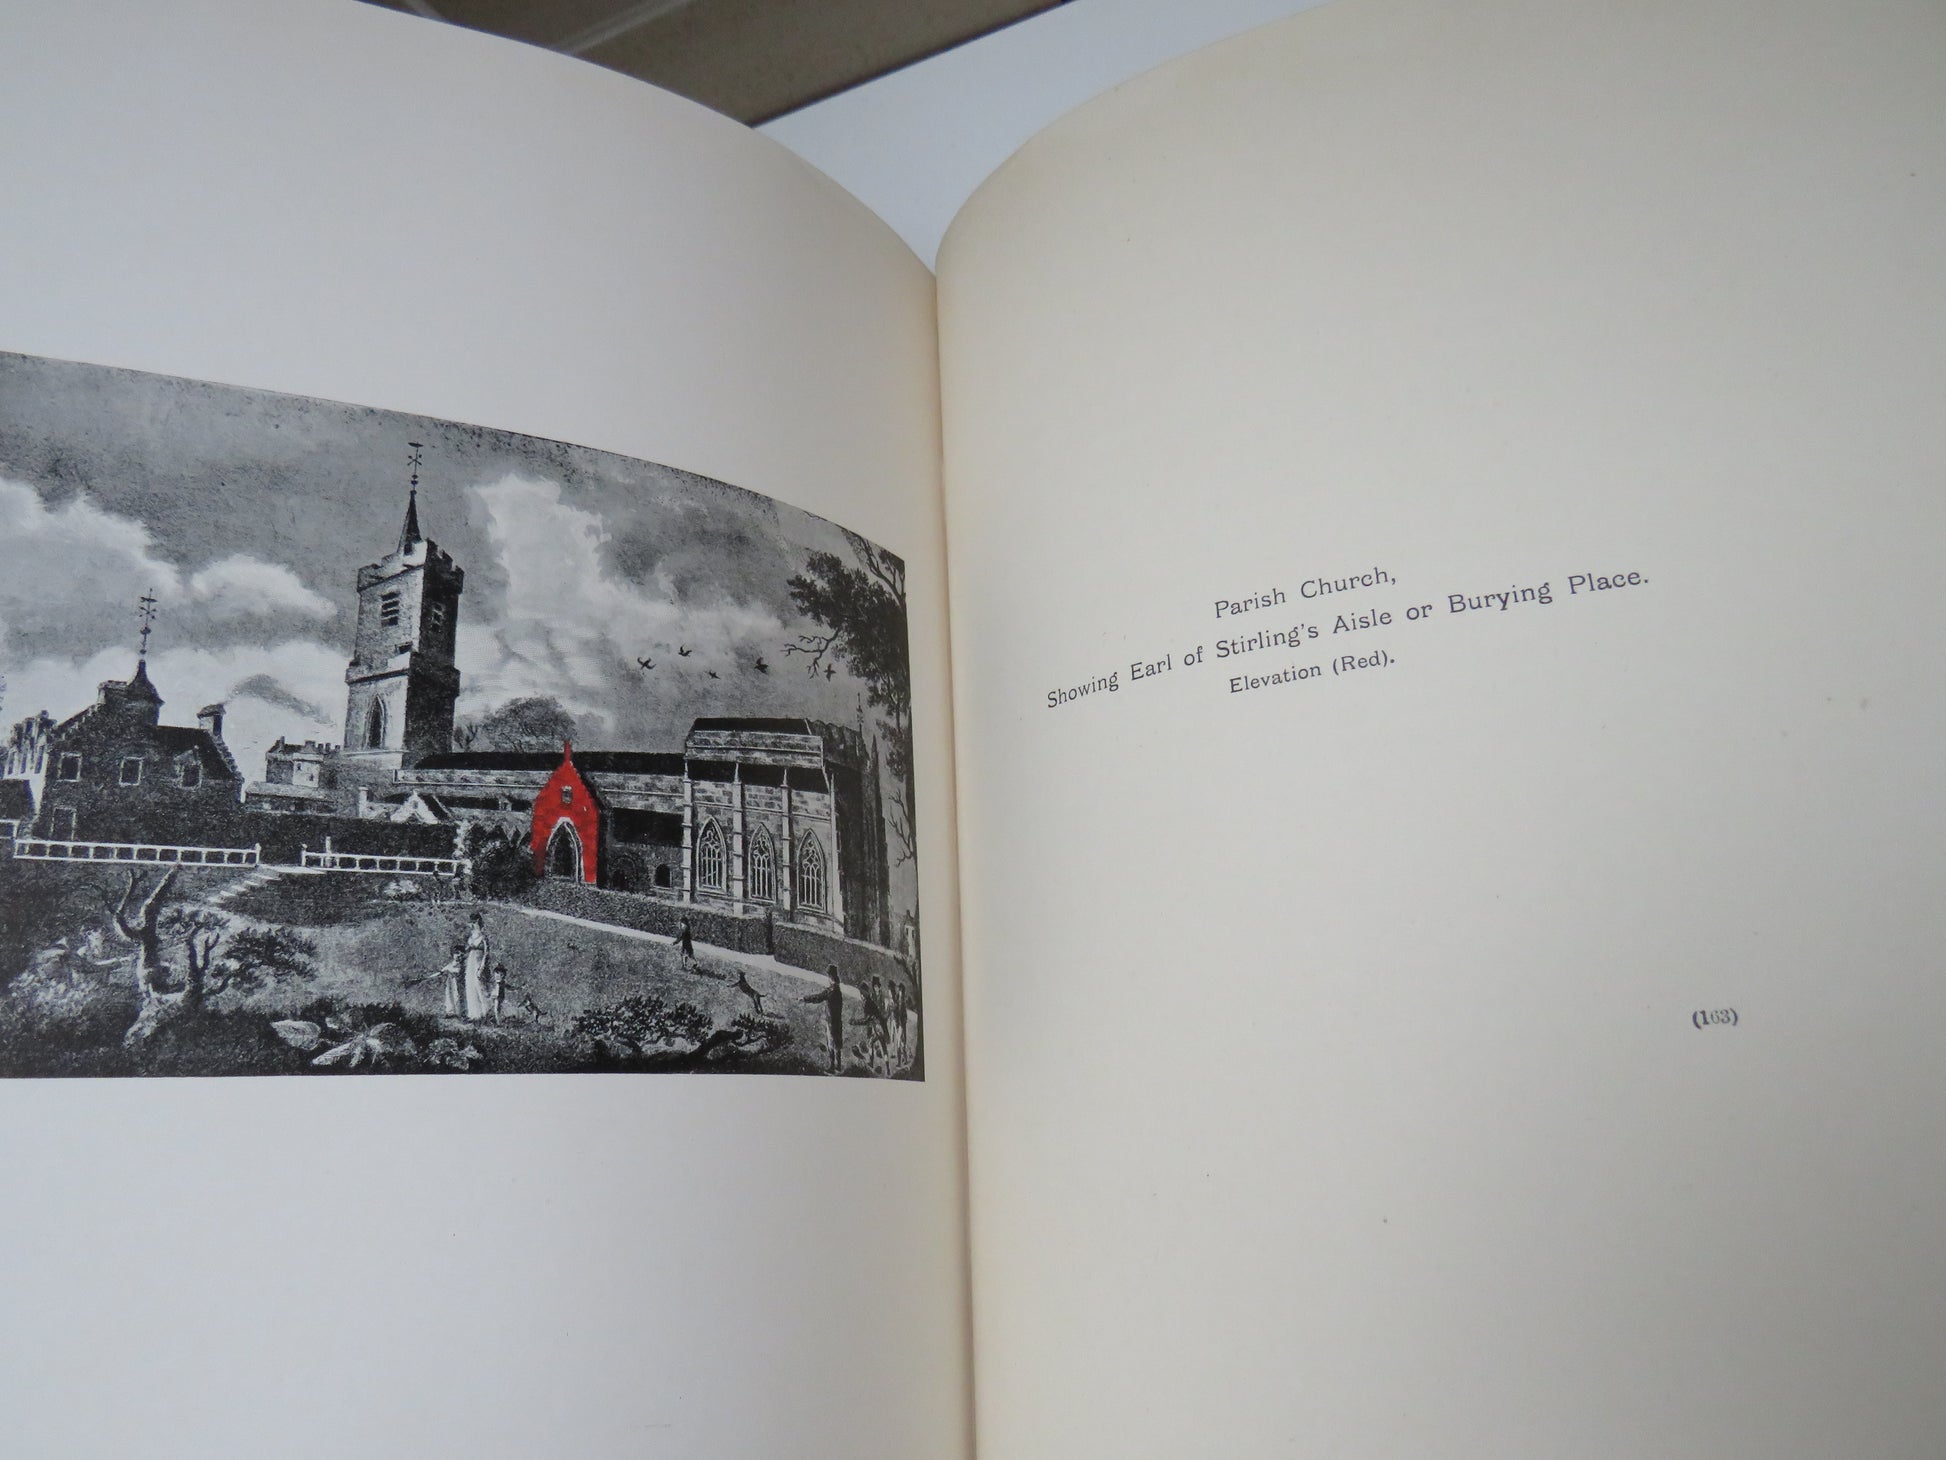 Parish Church,
Showing Earl of Stirling's Aisle or Burying Place.
Elevation (Red).
(163)